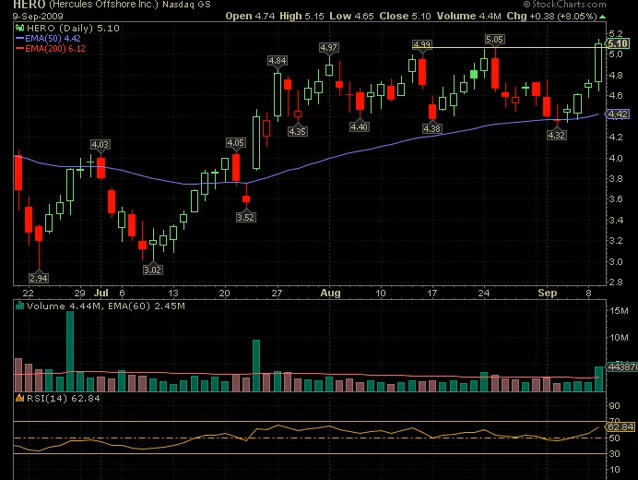 HERO (Hercules Offshore Inc.) Nasdaq GS
© StockCharts.com
9-Sep-2009
Open 4.74 High 5.15 Low 4.65 Close 5.10 Volume 4.4M Chg +0.38 (+8.05%)
HERO (Daily) 5.10
EMA(50) 4.42
EMA(200) 6.12
5.2
5.10
5.05
4.99
4.97
5.0
4.84
4.8
4.6
4.42
4.40
4.38
4.35
4.32
4.4
4.2
4.03
4.05
4.0
3.8
3.6
3.52
3.4
3.2
3.02
3.0
2.94
2.8
22 29 Jul 6 13 20 27 Aug 10 17 24 Sep 8
Volume 4.44M, EMA(60) 2.45M
15M
10M
443870
RSI(14) 62.84
90
70
62.84
50
30
10